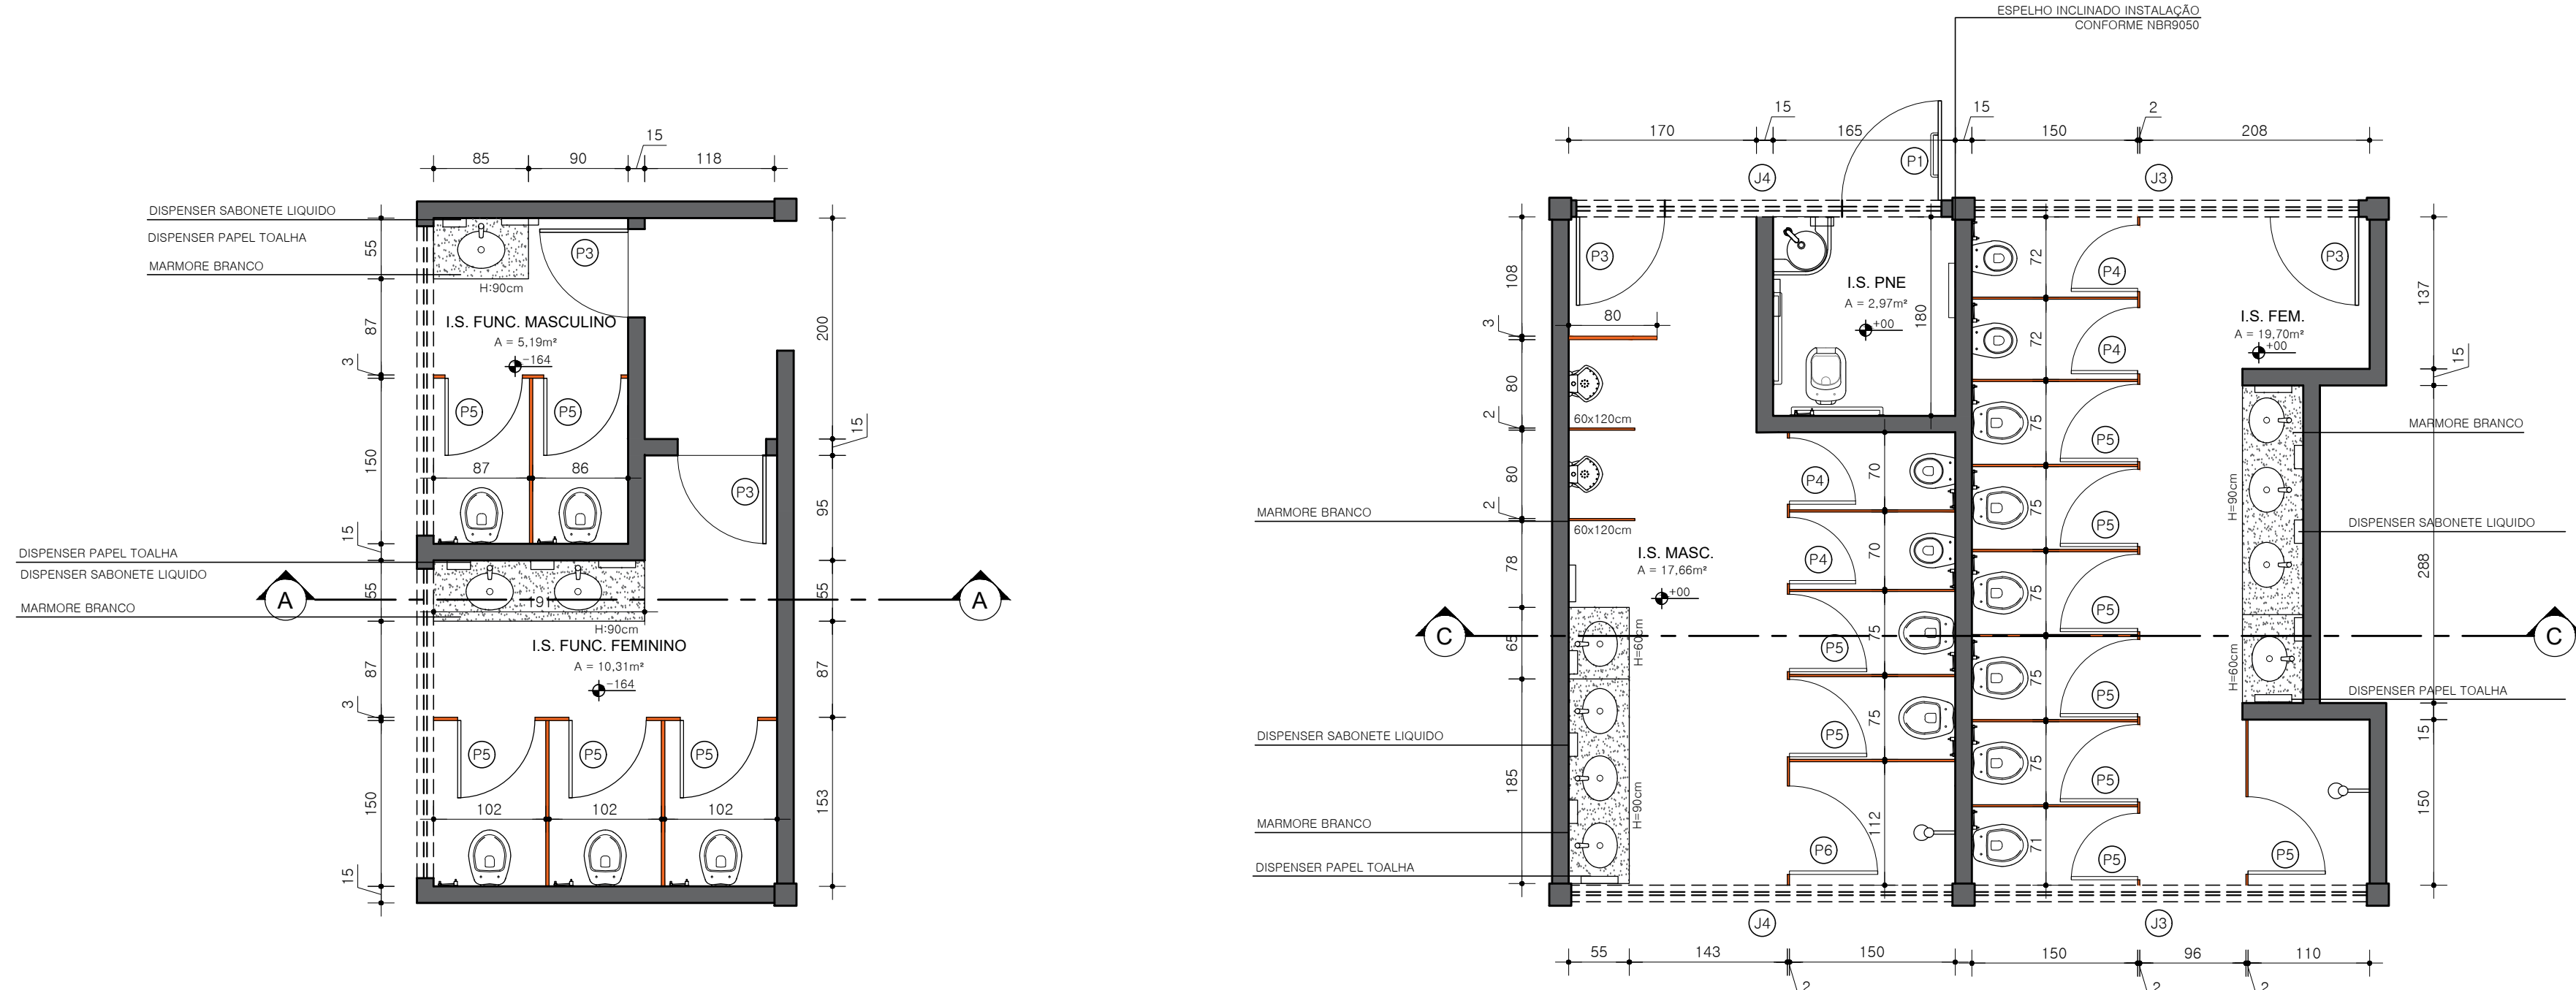 ESPELHO INCLINADO INSTALAÇÃO
CONFORME NBR9050
15
85
90
118
DISPENSER SABONETE LIQUIDO
DISPENSER PAPEL TOALHA
MARMORE BRANCO
55
H:90cm
P3
I.S. FUNC. MASCULINO
A = 5,19m²
-164
87
3
200
P5
P5
150
87
86
15
P3
95
15
DISPENSER PAPEL TOALHA
DISPENSER SABONETE LIQUIDO
MARMORE BRANCO
A
A
55
191
55
H:90cm
I.S. FUNC. FEMININO
A = 10,31m²
-164
87
87
3
P5
P5
P5
150
102
102
102
153
15
170
15
165
15
150
2
208
J4
P1
J3
P3
108
I.S. PNE
A = 2,97m²
+00
180
72
P4
P3
137
I.S. FEM.
A = 19,70m²
+00
3
80
72
P4
15
80
60x120cm
2
75
P5
MARMORE BRANCO
80
P4
70
75
P5
H=90cm
MARMORE BRANCO
2
60x120cm
DISPENSER SABONETE LIQUIDO
I.S. MASC.
A = 17,66m²
+00
78
P4
70
75
P5
288
C
65
H=60cm
P5
75
75
P5
H=60cm
C
DISPENSER PAPEL TOALHA
DISPENSER SABONETE LIQUIDO
P5
75
75
P5
15
185
H=90cm
MARMORE BRANCO
112
150
DISPENSER PAPEL TOALHA
P6
71
P5
P5
J4
J3
55
143
2
150
150
2
96
2
110